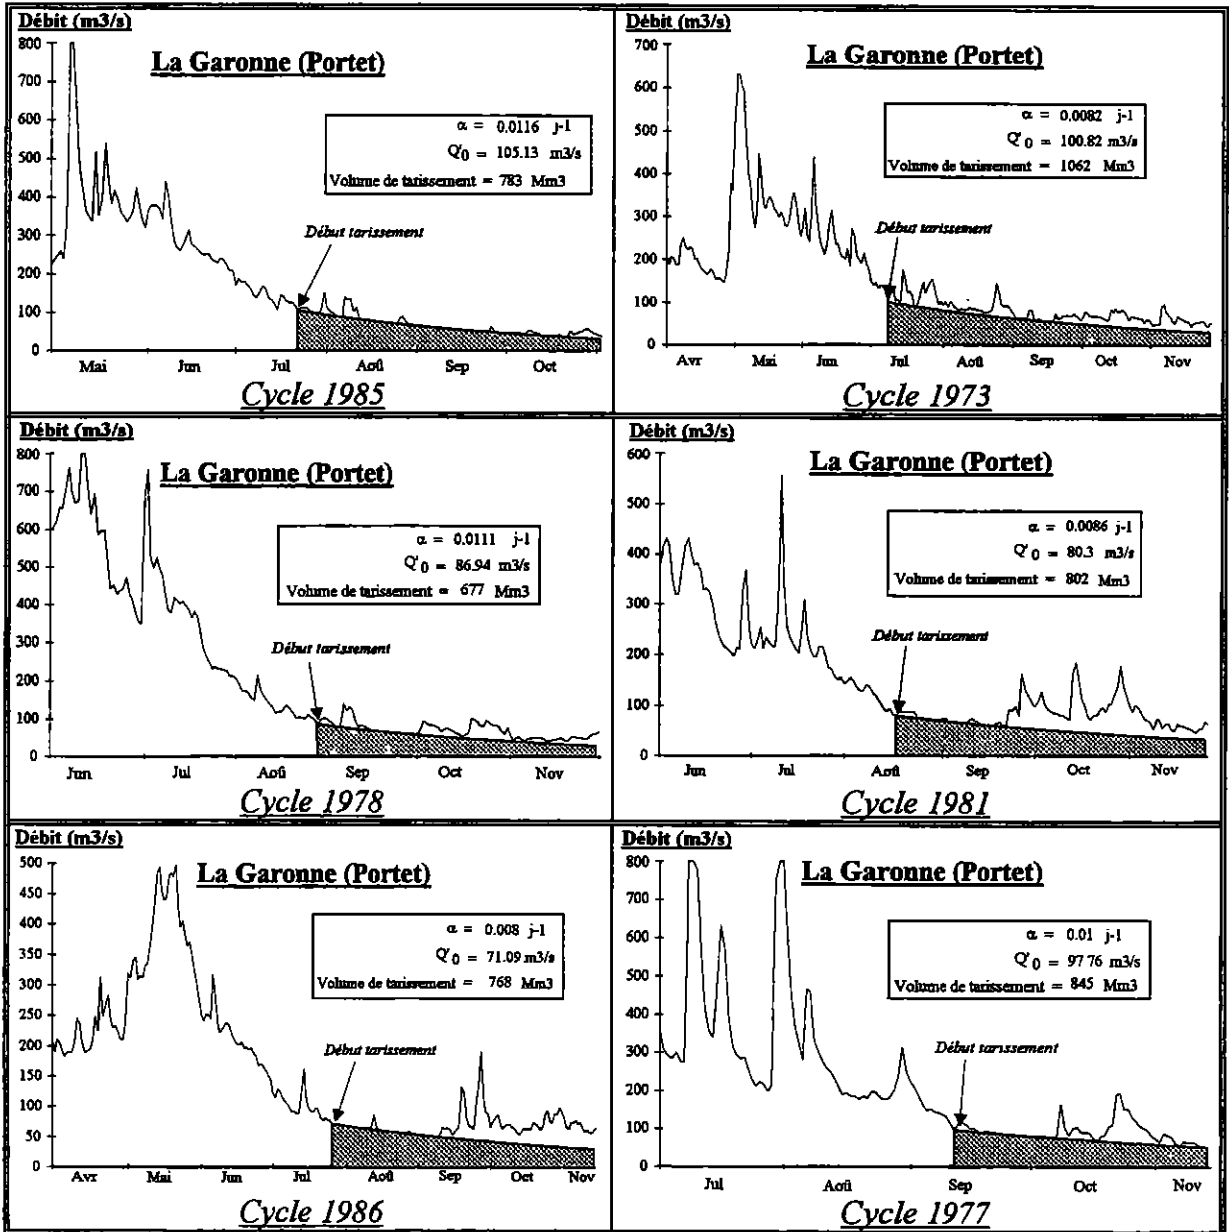 Débit (m3/s)
La Garonne (Portet)
α = 0.0116 j-1
Q'0 = 105.13 m3/s
Volume de tarissement = 783 Mm3
Début tarissement
800
700
600
500
400
300
200
100
0
Mai Jun Jul Aoû Sep Oct
Cycle 1985
Débit (m3/s)
La Garonne (Portet)
α = 0.0082 j-1
Q'0 = 100.82 m3/s
Volume de tarissement = 1062 Mm3
Début tarissement
700
600
500
400
300
200
100
0
Avr Mai Jun Jul Aoû Sep Oct Nov
Cycle 1973
Débit (m3/s)
La Garonne (Portet)
α = 0.0111 j-1
Q'0 = 86.94 m3/s
Volume de tarissement = 677 Mm3
Début tarissement
800
700
600
500
400
300
200
100
0
Jun Jul Aoû Sep Oct Nov
Cycle 1978
Débit (m3/s)
La Garonne (Portet)
α = 0.0086 j-1
Q'0 = 80.3 m3/s
Volume de tarissement = 802 Mm3
Début tarissement
600
500
400
300
200
100
0
Jun Jul Aoû Sep Oct Nov
Cycle 1981
Débit (m3/s)
La Garonne (Portet)
α = 0.008 j-1
Q'0 = 71.09 m3/s
Volume de tarissement = 768 Mm3
Début tarissement
500
450
400
350
300
250
200
150
100
50
0
Avr Mai Jun Jul Aoû Sep Oct Nov
Cycle 1986
Débit (m3/s)
La Garonne (Portet)
α = 0.01 j-1
Q'0 = 97 76 m3/s
Volume de tarissement = 845 Mm3
Début tarissement
800
700
600
500
400
300
200
100
0
Jul Aoû Sep Oct Nov
Cycle 1977